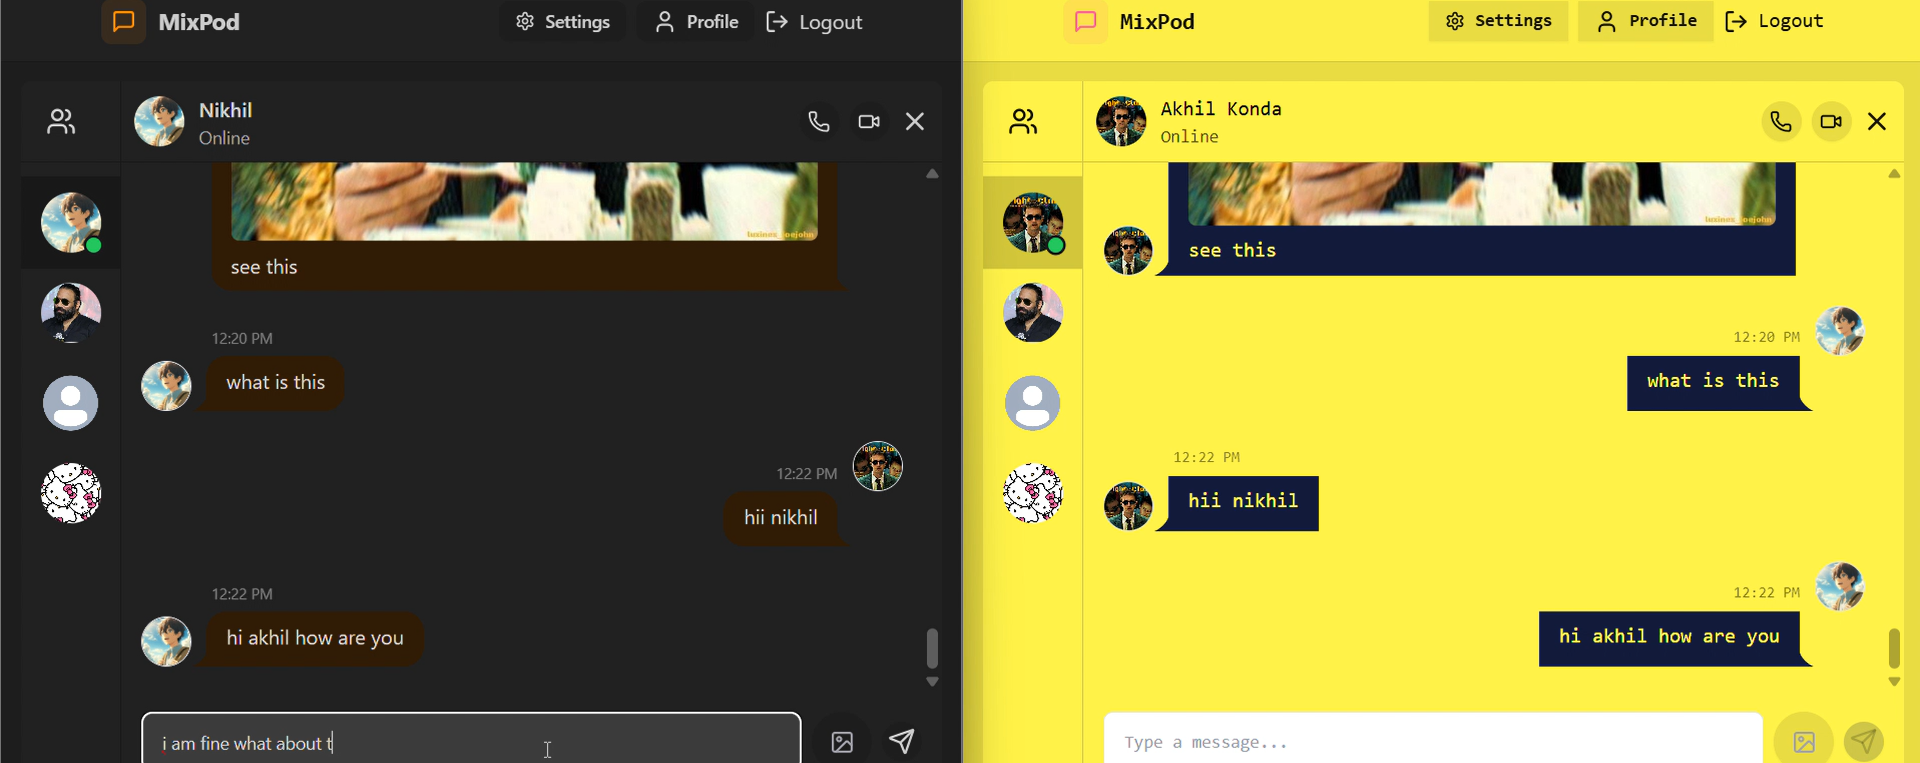 MixPod
Settings
Profile
Logout
Nikhil
Online
see this
12:20 PM
what is this
12:22 PM
hii nikhil
12:22 PM
hi akhil how are you
i am fine what about t
MixPod
Settings
Profile
Logout
Akhil Konda
Online
see this
12:20 PM
what is this
12:22 PM
hii nikhil
12:22 PM
hi akhil how are you
Type a message...